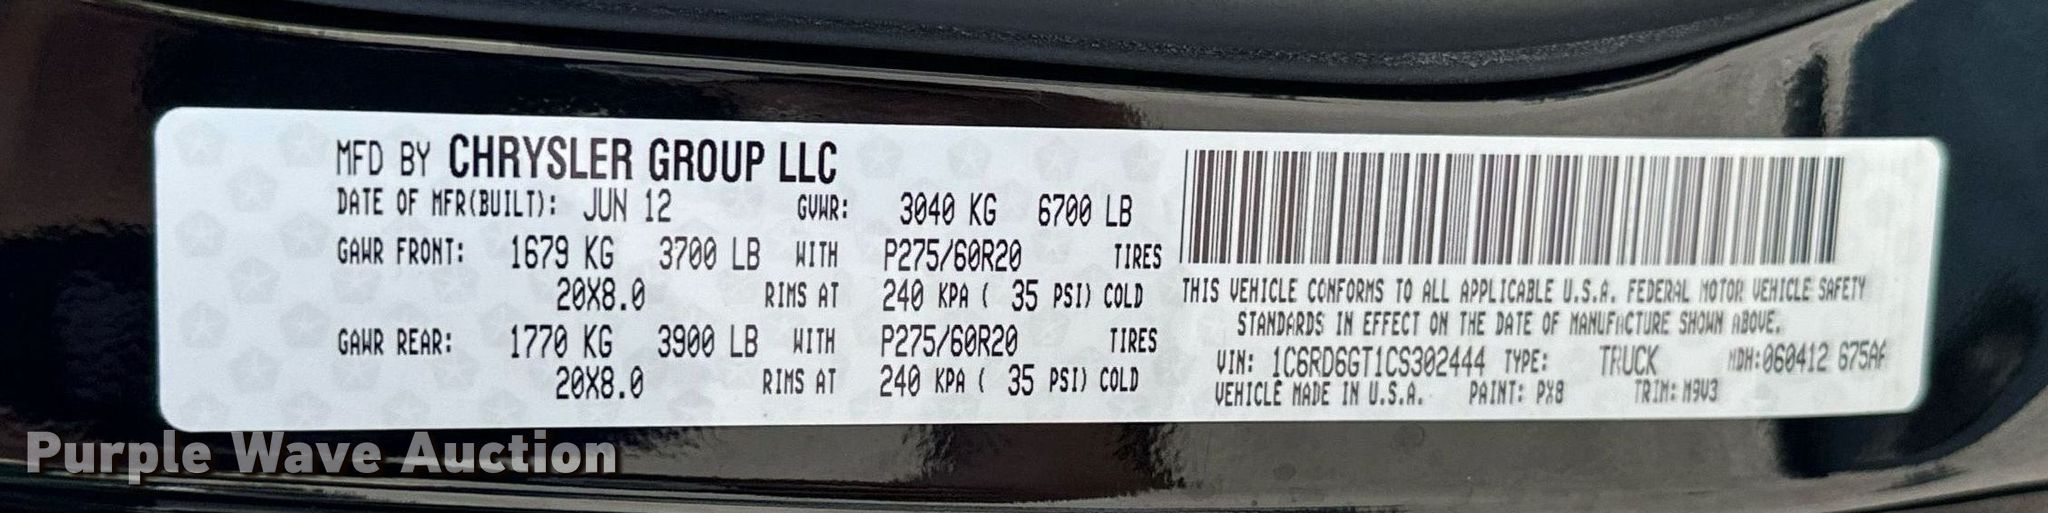 MFD BY CHRYSLER GROUP LLC
DATE OF MFR(BUILT): JUN 12 GVWR: 3040 KG 6700 LB
GAWR FRONT: 1679 KG 3700 LB WITH P275/60R20 TIRES
20X8.0 RIMS AT 240 KPA ( 35 PSI) COLD
GAWR REAR: 1770 KG 3900 LB WITH P275/60R20 TIRES
20X8.0 RIMS AT 240 KPA ( 35 PSI) COLD
THIS VEHICLE CONFORMS TO ALL APPLICABLE U.S.A. FEDERAL MOTOR VEHICLE SAFETY
STANDARDS IN EFFECT ON THE DATE OF MANUFACTURE SHOWN ABOVE.
VIN: 1C6RD6GT1CS302444 TYPE: TRUCK MDH:060412
VEHICLE MADE IN U.S.A. PAINT: PX8 TRIM: M9V3
Purple Wave Auction